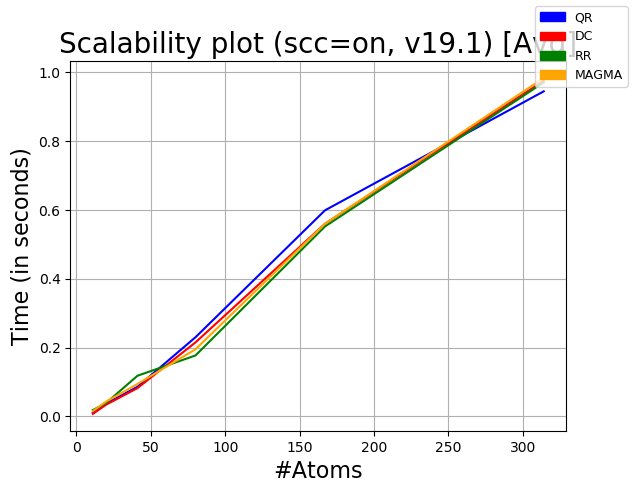 Scalability plot (scc=on, v19.1) [Avg]
QR
DC
RR
MAGMA
Time (in seconds)
1.0
0.8
0.6
0.4
0.2
0.0
0 50 100 150 200 250 300
#Atoms